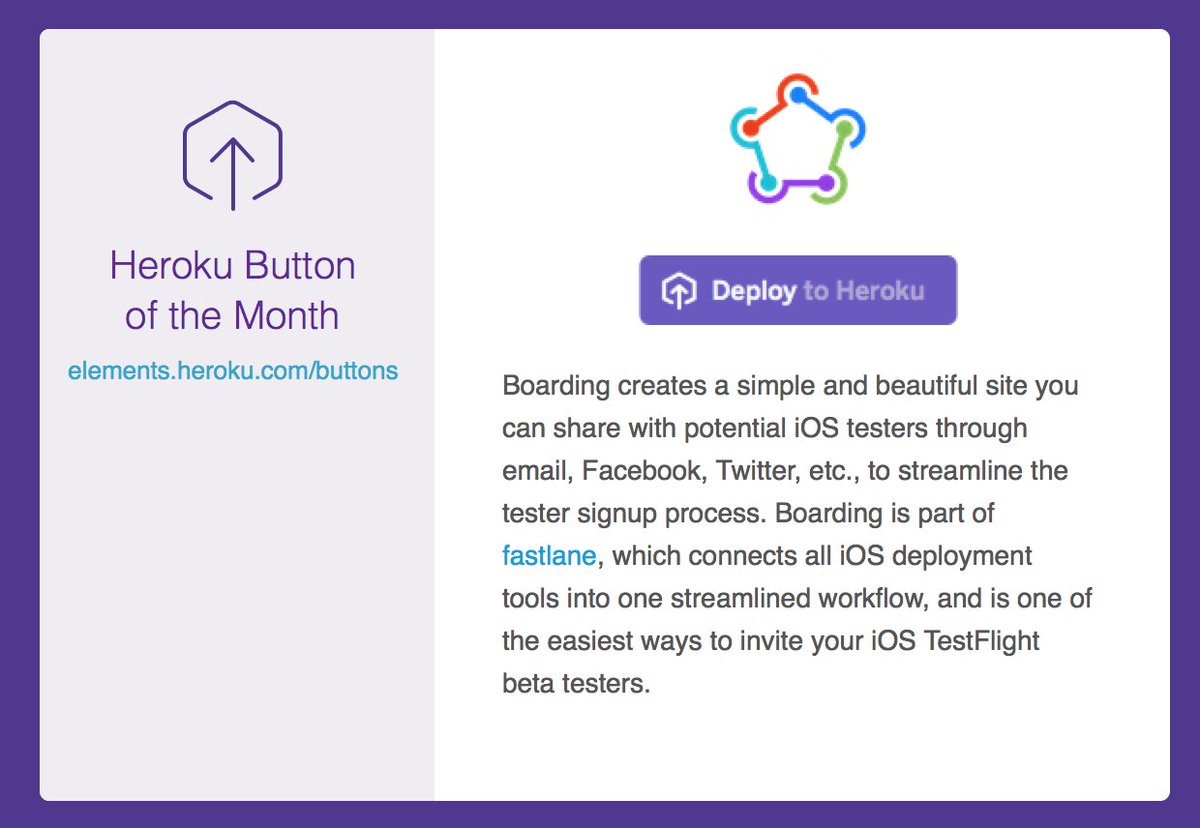 Heroku Button
of the Month
elements.heroku.com/buttons
Deploy to Heroku
Boarding creates a simple and beautiful site you
can share with potential iOS testers through
email, Facebook, Twitter, etc., to streamline the
tester signup process. Boarding is part of
fastlane, which connects all iOS deployment
tools into one streamlined workflow, and is one of
the easiest ways to invite your iOS TestFlight
beta testers.